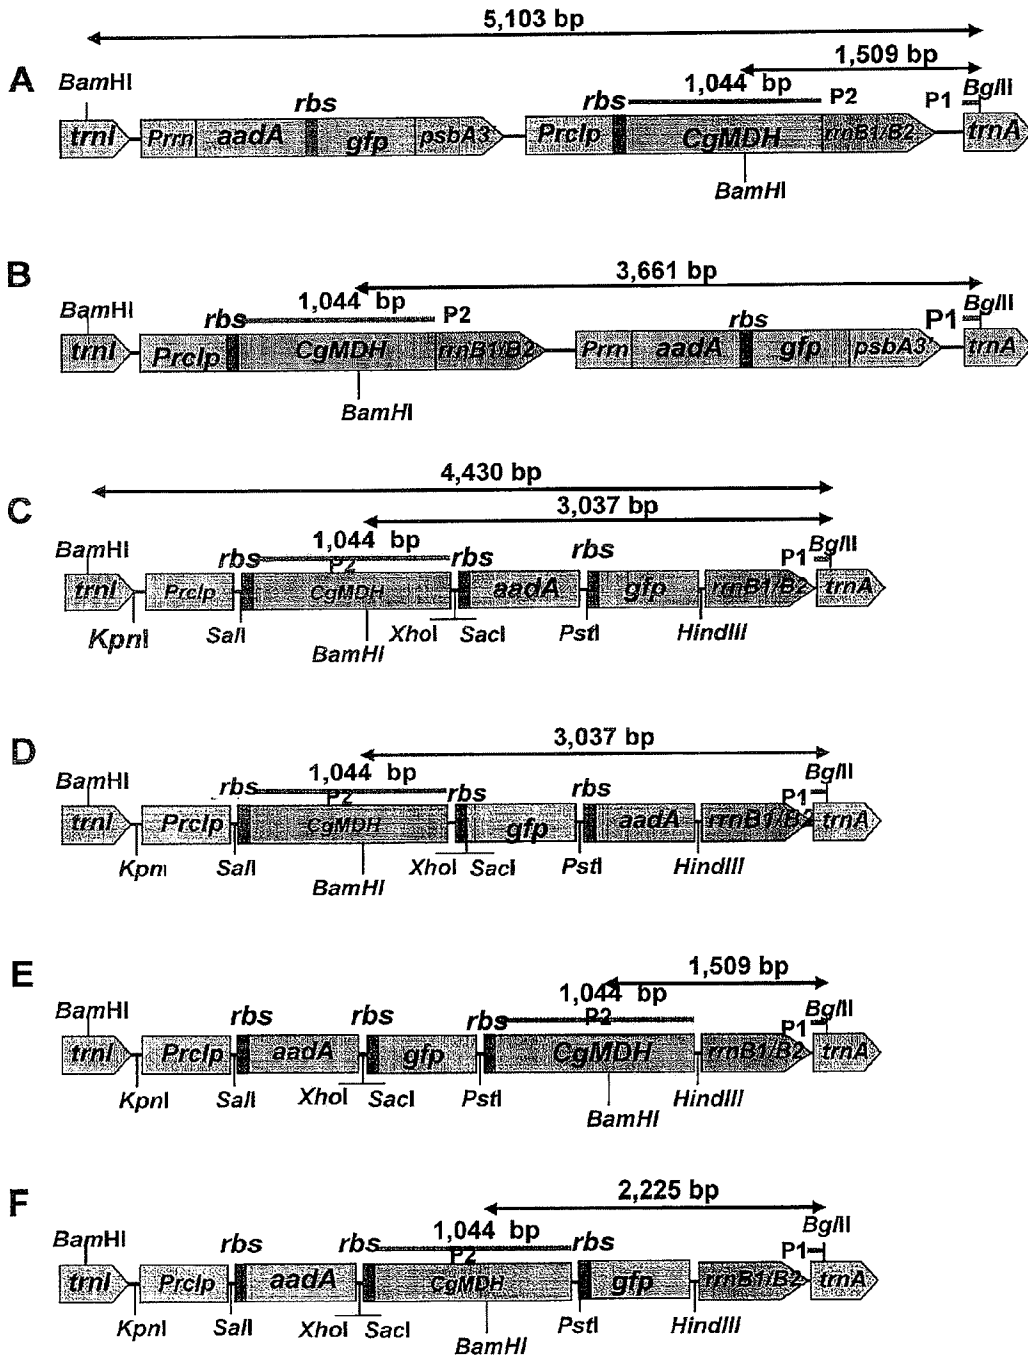 5,103 bp
1,509 bp
A BamHI rbs rbs 1,044 bp P2 P1 BglII
trnI Prrn aadA gfp psbA3' Prclp CgMDH rrnB1/B2 trnA
BamHI
3,661 bp
B BamHI rbs 1,044 bp P2 rbs P1 BglII
trnI Prclp CgMDH rrnB1/B2 Prrn aadA gfp psbA3' trnA
BamHI
4,430 bp
3,037 bp
C BamHI rbs 1,044 bp P2 rbs rbs P1 BglII
trnI Prclp CgMDH aadA gfp rrnB1/B2 trnA
KpnI SalI BamHI XhoI SacI PstI HindIII
3,037 bp
D BamHI rbs 1,044 bp P2 rbs rbs P1 BglII
trnI Prclp CgMDH gfp aadA rrnB1/B2 trnA
KpnI SalI BamHI XhoI SacI PstI HindIII
1,509 bp
E BamHI rbs rbs rbs 1,044 bp P2 P1 BglII
trnI Prclp aadA gfp CgMDH rrnB1/B2 trnA
KpnI SalI XhoI SacI PstI BamHI HindIII
2,225 bp
F BamHI rbs rbs 1,044 bp P2 rbs P1 BglII
trnI Prclp aadA CgMDH gfp rrnB1/B2 trnA
KpnI SalI XhoI SacI BamHI PstI HindIII